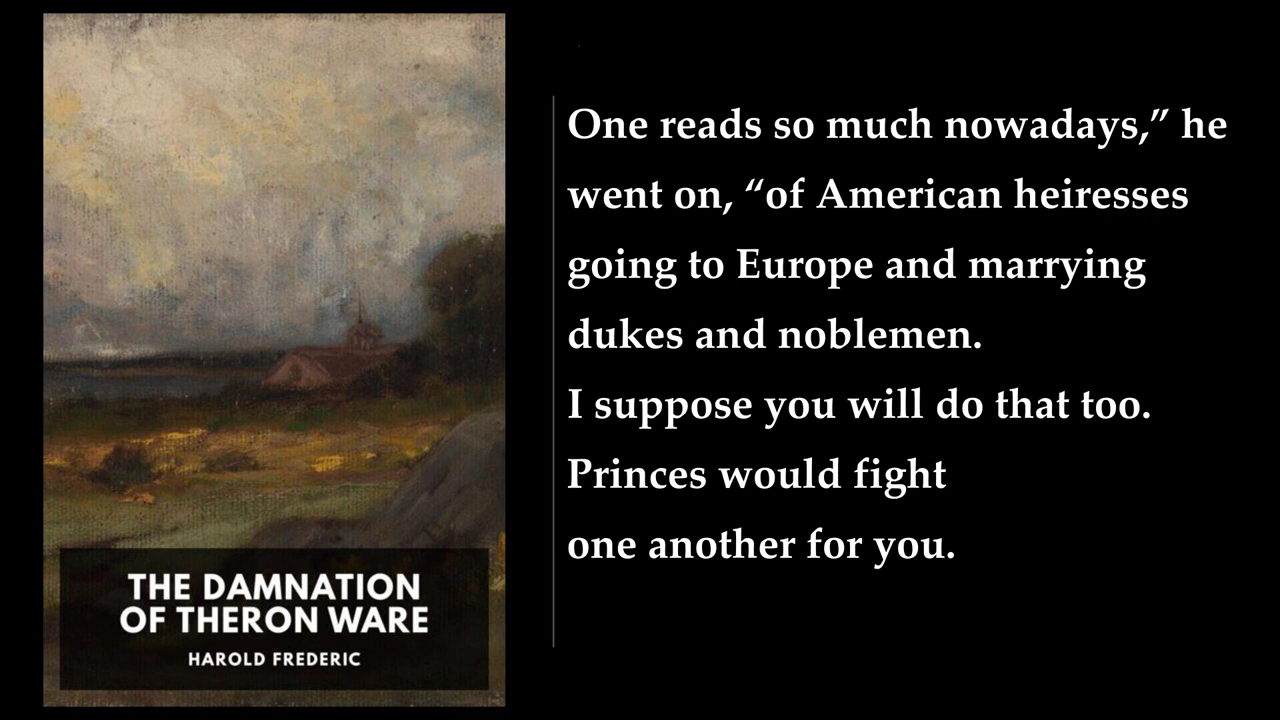 THE DAMNATION
OF THERON WARE
HAROLD FREDERIC
One reads so much nowadays,” he
went on, “of American heiresses
going to Europe and marrying
dukes and noblemen.
I suppose you will do that too.
Princes would fight
one another for you.